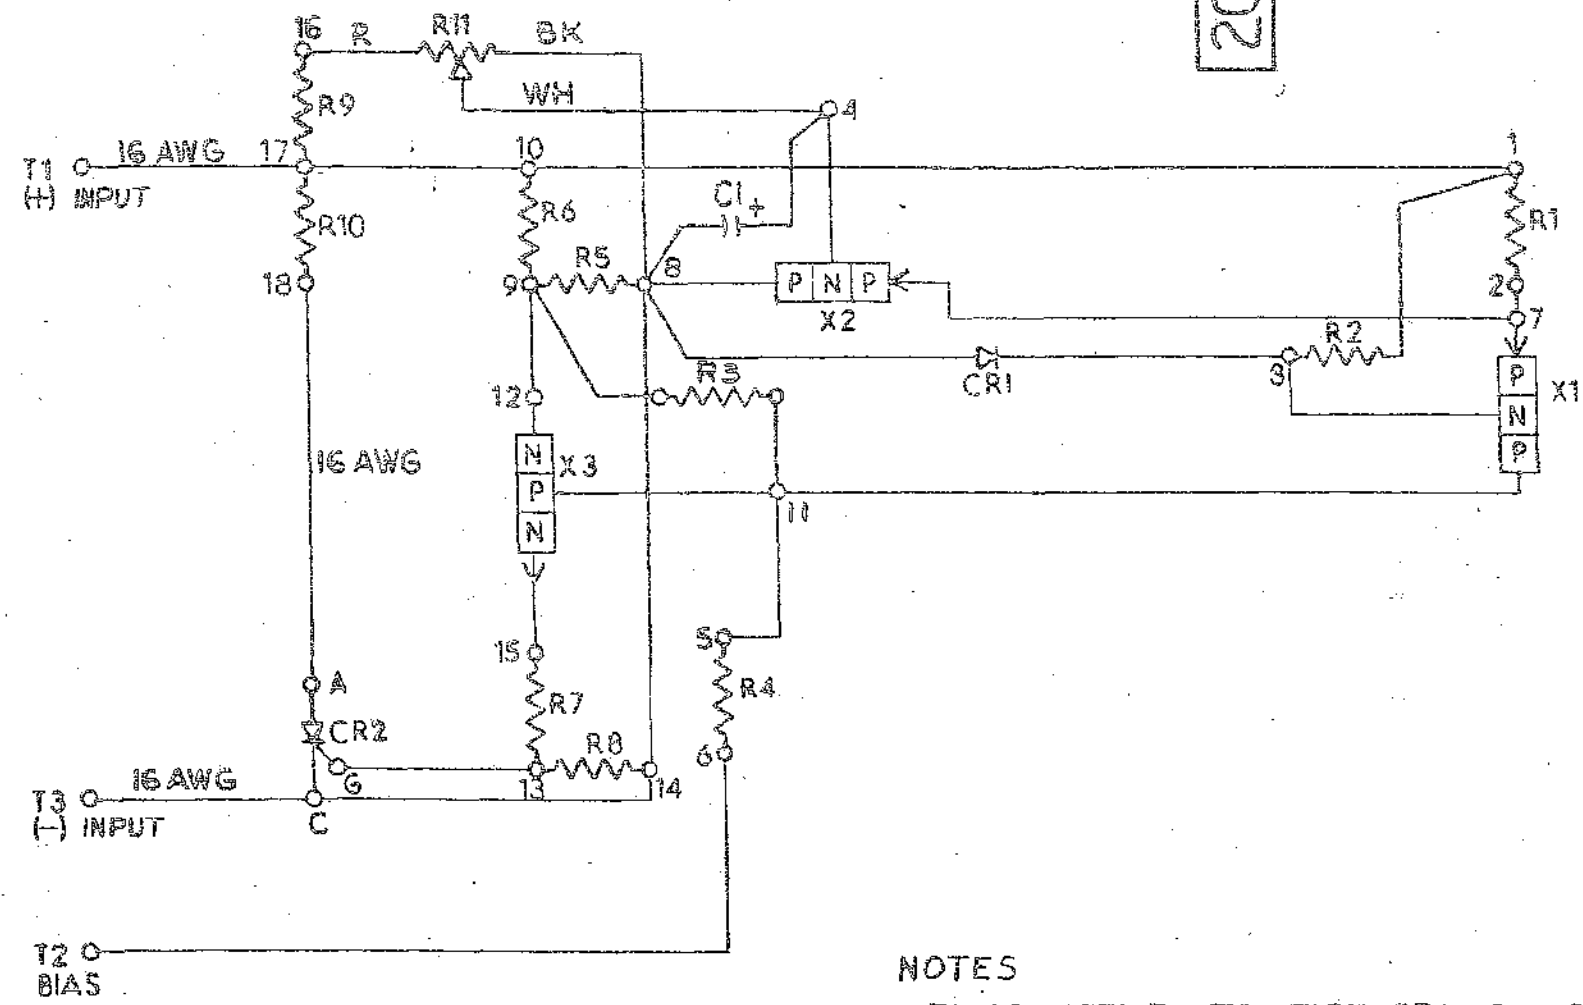 20
16 R R11 BK
R9
WH
4
T1 16 AWG 17 10 1
(+) INPUT
C1 +
R6
R10 R1
R5
18 9 8 P N P 2
X2
7
R2
R3
CR1 3
12
P X1
N
P
N X3
P
N
16 AWG
11
5
15
A
R4
R7
CR2
R8
6
G 13 14
T3 16 AWG
(-) INPUT
C
T2
BIAS
NOTES